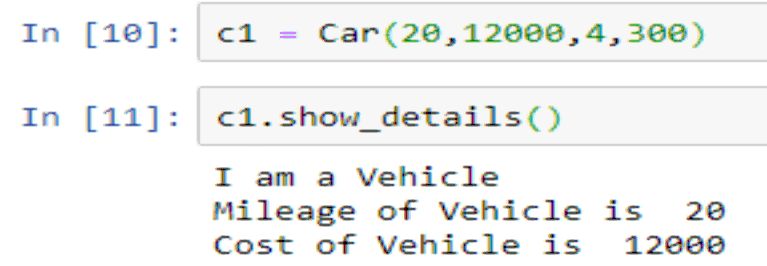 In [10]: c1 = Car(20,12000,4,300)
In [11]: c1.show_details()
I am a Vehicle
Mileage of Vehicle is  20
Cost of Vehicle is  12000